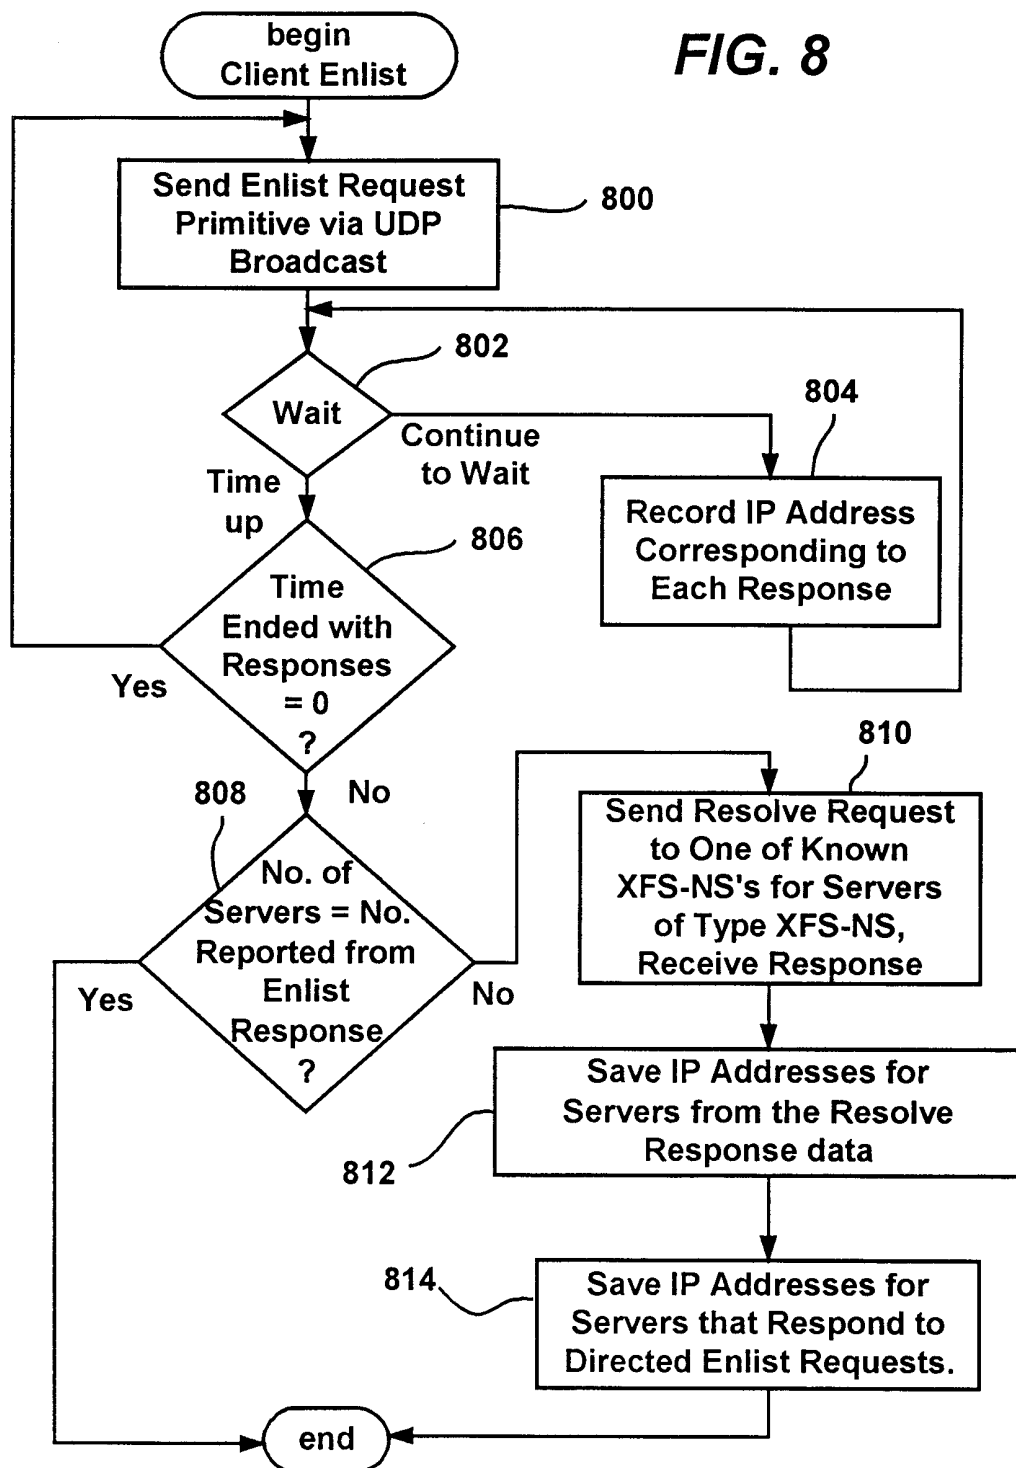 begin
Client Enlist
FIG. 8
Send Enlist Request
Primitive via UDP
Broadcast
800
802
Wait
Continue
to Wait
804
Time
up
Record IP Address
Corresponding to
Each Response
806
Time
Ended with
Responses
= 0
?
Yes
No
808
810
No. of
Servers = No.
Reported from
Enlist
Response
?
Yes
No
Send Resolve Request
to One of Known
XFS-NS's for Servers
of Type XFS-NS,
Receive Response
812
Save IP Addresses for
Servers from the Resolve
Response data
814
Save IP Addresses for
Servers that Respond to
Directed Enlist Requests.
end